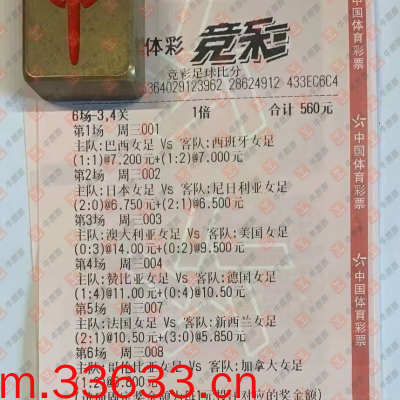 体彩 竞彩
竞彩足球比分
364029123962 28624912 433EC6C4
6场-3,4关 1倍 合计 560元
第1场 周三001
主队:巴西女足 Vs 客队:西班牙女足
(1:1)@7.200元+(1:2)@7.000元
第2场 周三002
主队:日本女足 Vs 客队:尼日利亚女足
(2:0)@6.750元+(2:1)@6.500元
第3场 周三003
主队:澳大利亚女足 Vs 客队:美国女足
(0:3)@14.00元+(0:2)@9.500元
第4场 周三004
主队:赞比亚女足 Vs 客队:德国女足
(1:4)@11.00元+(0:4)@10.50元
第5场 周三007
主队:法国女足 Vs 客队:新西兰女足
(2:1)@10.50元+(3:0)@5.850元
第6场 周三008
女足 Vs 客队:加拿大女足
m.33633.cn
对应的奖金额)
中国体育彩票
中国体育彩票
中国体育彩票